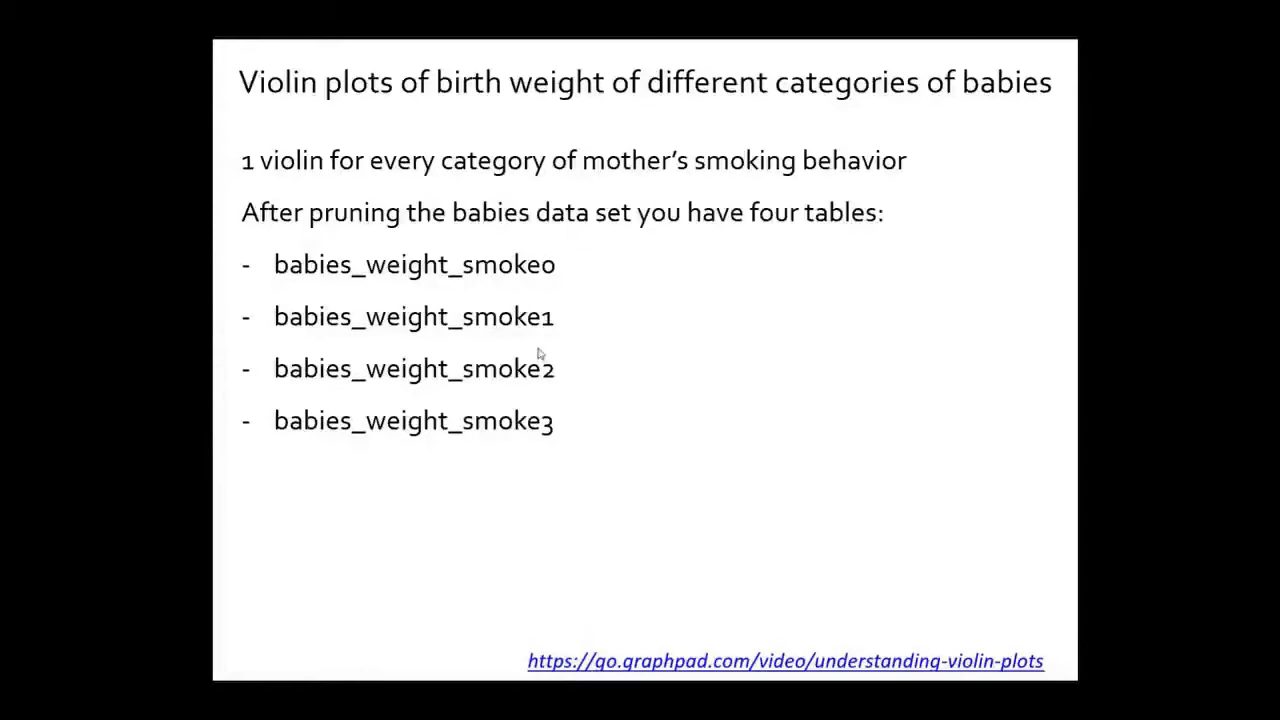 Violin plots of birth weight of different categories of babies
1 violin for every category of mother's smoking behavior
After pruning the babies data set you have four tables:
- babies_weight_smoke0
- babies_weight_smoke1
- babies_weight_smoke2
- babies_weight_smoke3
https://go.graphpad.com/video/understanding-violin-plots